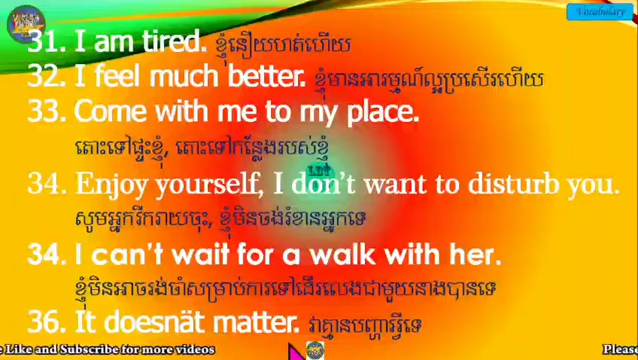 Vocabulary
31. I am tired. ខ្ញុំនឿយហត់ហើយ
32. I feel much better. ខ្ញុំមានអារម្មណ៍ល្អប្រសើរហើយ
33. Come with me to my place.
តោះទៅផ្ទះខ្ញុំ, តោះទៅកន្លែងរបស់ខ្ញុំ
LDT
34. Enjoy yourself, I don't want to disturb you.
សូមអ្នករីករាយចុះ, ខ្ញុំមិនចង់រំខានអ្នកទេ
34. I can't wait for a walk with her.
ខ្ញុំមិនអាចរង់ចាំសម្រាប់ការទៅដើរលេងជាមួយនាងបានទេ
36. It doesnät matter. វាគ្មានបញ្ហាអ្វីទេ
e Like and Subscribe for more videos
Please